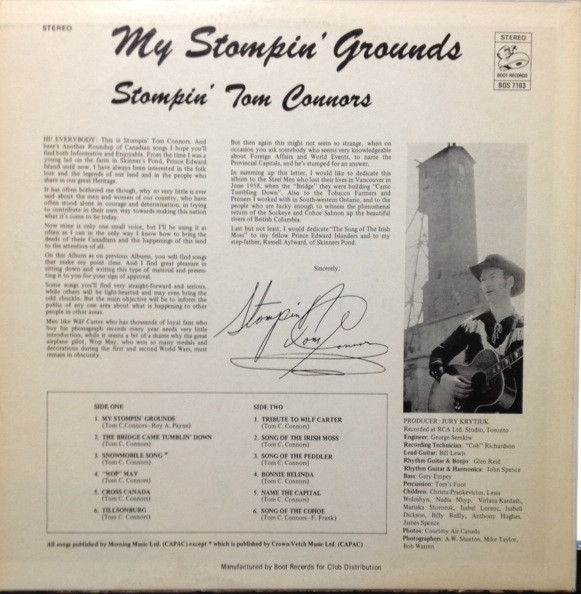 STEREO
My Stompin' Grounds
Stompin' Tom Connors
STEREO
BOOT RECORDS
BOS 7103
HI! EVERYBODY: This is Stompin' Tom Connors. And
here's Another Roundup of Canadian songs I hope you'll
find both Informative and Enjoyable. From the time I was a
young lad on the farm in Skinners Pond, Prince Edward
Island until now, I have always been interested in the folk
lore and the legends of our land and in the people who
share in our great Heritage.
It has often bothered me though, why so very little is ever
said about the men and women of our country, who have
often stood alone in courage and determination, in trying
to contribute in their own way towards making this nation
what it's come to be today.
Now mine is only one small voice, but I'll be using it as
often as I can in the only way I know how to bring the
deeds of these Canadians and the happenings of this land
to the attention of all.
On this Album as on previous Albums, you will find songs
that make my point clear. And I find great pleasure in
sitting down and writing this type of material and presen-
ting it to you for your sign of approval.
Some songs you'll find very straight-forward and serious,
while others will be light-hearted and may even bring the
odd chuckle. But the main objective will be to inform the
public of any one area about what is happening to other
people in other areas.
Men like Wilf Carter who has thousands of loyal fans who
buy his phonograph records every year needs very little
introduction, while it seems a bit of a shame why the great
airplane pilot, Wop May, who won so many medals and
decorations during the first and second World Wars, must
remain in obscurity.
But then again this might not seem so strange, when on
occasion you ask somebody who seems very knowledgeable
about Foreign Affairs and World Events, to name the
Provincial Capitals, and he's stumped for an answer.
In summing up this letter, I would like to dedicate this
album to the Steel Men who lost their lives in Vancouver in
June 1958, when the "Bridge" they were building "Came
Tumbling Down". Also to the Tobacco Farmers and
Primers I worked with in South-western Ontario, and to the
people who are lucky enough to witness the phenomenal
return of the Sockeye and Cohoe Salmon up the beautiful
rivers of British Columbia.
Last but not least, I would dedicate "The Song of The Irish
Moss" to my fellow Prince Edward Islanders and to my
step-father, Russell Aylward, of Skinners Pond.
Sincerely:
Stompin' Tom Connors
SIDE ONE
1. MY STOMPIN' GROUNDS
(Tom C. Connors-Roy A. Payne)
2. THE BRIDGE CAME TUMBLIN' DOWN
(Tom C. Connors)
3. SNOWMOBILE SONG *
(Tom C. Connors)
4. "WOP" MAY
(Tom C. Connors)
5. CROSS CANADA
(Tom C. Connors)
6. TILLSONBURG
(Tom C. Connors)
SIDE TWO
1. TRIBUTE TO WILF CARTER
(Tom C. Connors)
2. SONG OF THE IRISH MOSS
(Tom C. Connors)
3. SONG OF THE PEDDLER
(Tom C. Connors)
4. BONNIE BELINDA
(Tom C. Connors)
5. NAME THE CAPITAL
(Tom C. Connors)
6. SONG OF THE COHOE
(Tom C. Connors—P. Frank)
PRODUCER: JURY KRYTIUK
Recorded at RCA Ltd. Studio, Toronto
Engineer: George Semkiw
Recording Technician: "Cub" Richardson
Lead Guitar: Bill Lewis
Rhythm Guitar & Banjo: Glen Reid
Rhythm Guitar & Harmonica: John Spence
Bass: Gary Empey
Percussion: Tom's Foot
Children: Christa Prankevicius, Lesia
Nadia Nhyp, Virlana Kardash,
Mariska Storonik, Isabel Lorenc, Isabell
Dickson, Billy Reilly, Anthony Hughes,
James Spence
Photos: Courtesy Air Canada
Photographers: A.W. Stanton, Mike Taylor,
Bob Warren
All songs published by Morning Music Ltd. (CAPAC) except * which is published by Crown-Vetch Music Ltd. (CAPAC)
Manufactured by Boot Records for Club Distribution